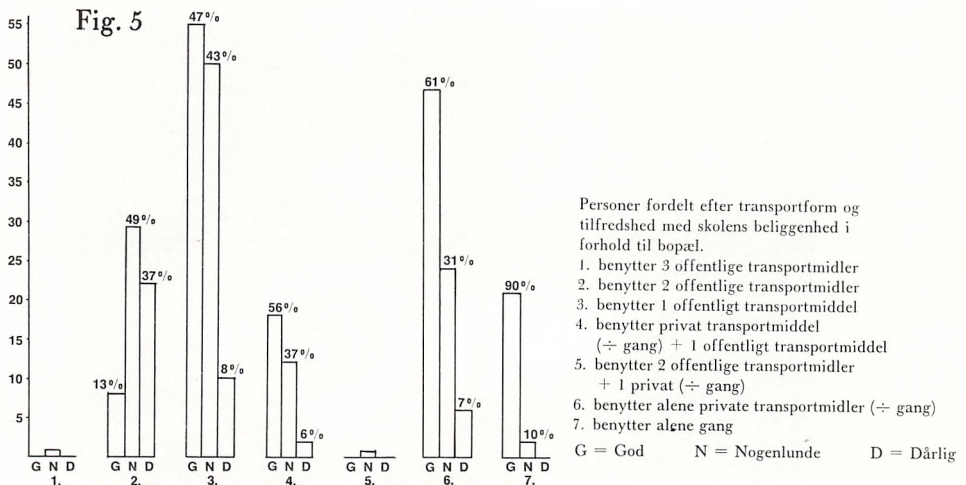 Fig. 5
55
50
45
40
35
30
25
20
15
10
5
13%
49%
37%
47%
43%
8%
56%
37%
6%
61%
31%
7%
90%
10%
G N D
G N D
G N D
G N D
G N D
G N D
G N D
1.
2.
3.
4.
5.
6.
7.
Personer fordelt efter transportform og
tilfredshed med skolens beliggenhed i
forhold til bopæl.
1. benytter 3 offentlige transportmidler
2. benytter 2 offentlige transportmidler
3. benytter 1 offentligt transportmiddel
4. benytter privat transportmiddel
(÷ gang) + 1 offentligt transportmiddel
5. benytter 2 offentlige transportmidler
+ 1 privat (÷ gang)
6. benytter alene private transportmidler (÷ gang)
7. benytter alene gang
G = God N = Nogenlunde D = Dårlig